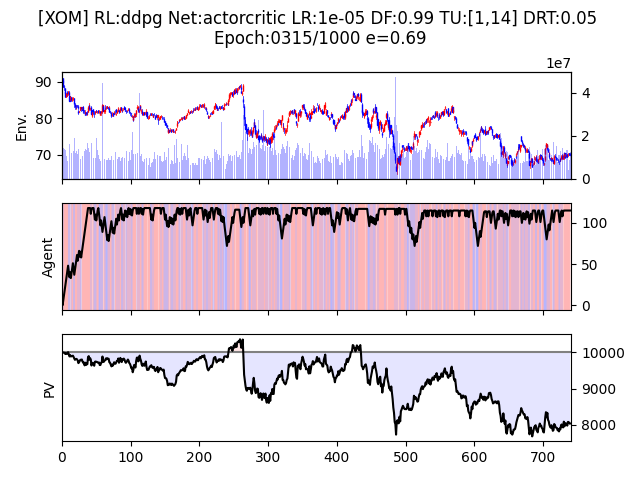 [XOM] RL:ddpg Net:actorcritic LR:1e-05 DF:0.99 TU:[1,14] DRT:0.05
Epoch:0315/1000 e=0.69
1e7
90
80
70
Env.
4
2
0
Agent
100
50
0
PV
10000
9000
8000
0 100 200 300 400 500 600 700